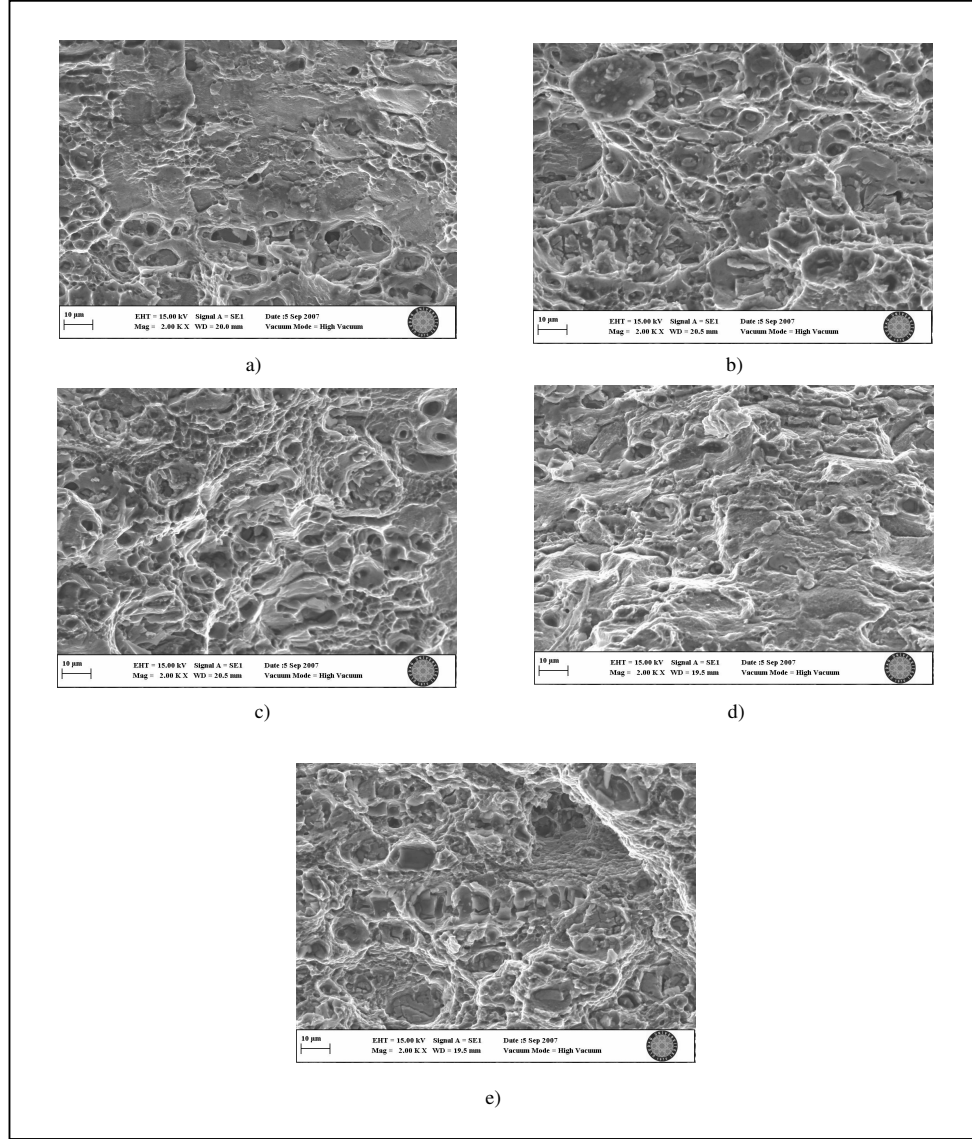 10 µm
EHT = 15.00 kV Signal A = SE1 Date :5 Sep 2007
Mag = 2.00 K X WD = 20.0 mm Vacuum Mode = High Vacuum
a)
10 µm
EHT = 15.00 kV Signal A = SE1 Date :5 Sep 2007
Mag = 2.00 K X WD = 20.5 mm Vacuum Mode = High Vacuum
b)
10 µm
EHT = 15.00 kV Signal A = SE1 Date :5 Sep 2007
Mag = 2.00 K X WD = 20.5 mm Vacuum Mode = High Vacuum
c)
10 µm
EHT = 15.00 kV Signal A = SE1 Date :5 Sep 2007
Mag = 2.00 K X WD = 19.5 mm Vacuum Mode = High Vacuum
d)
10 µm
EHT = 15.00 kV Signal A = SE1 Date :5 Sep 2007
Mag = 2.00 K X WD = 19.5 mm Vacuum Mode = High Vacuum
e)